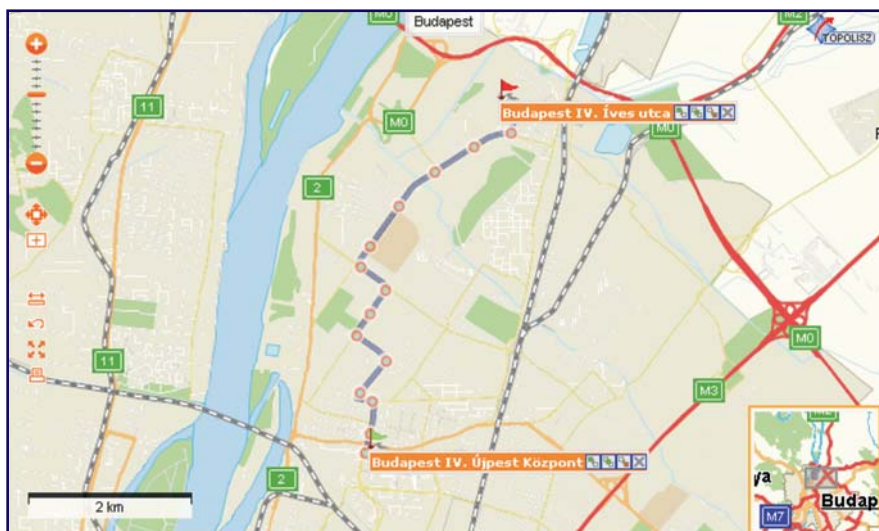 M0
Budapest
M2
TOPOLISZ
11
Budapest IV. Íves utca
M0
M0
2
11
M0
M3
Budapest IV. Újpest Központ
2
2 km
ya
Budap
M7